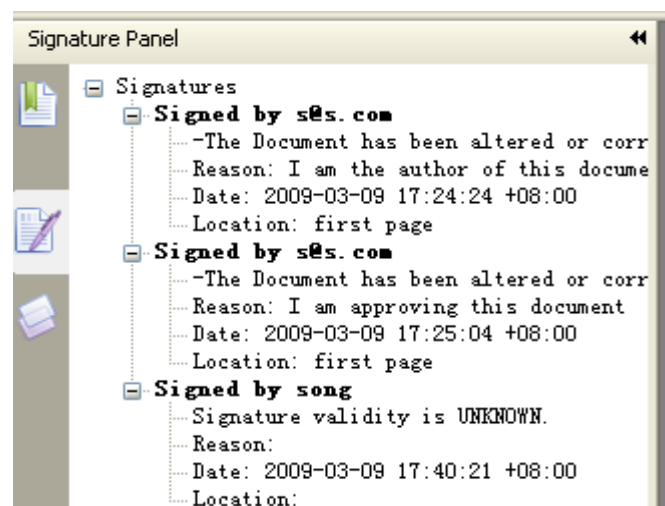 Signature Panel
Signatures
Signed by s@s.com
-The Document has been altered or corr
Reason: I am the author of this docume
Date: 2009-03-09 17:24:24 +08:00
Location: first page
Signed by s@s.com
-The Document has been altered or corr
Reason: I am approving this document
Date: 2009-03-09 17:25:04 +08:00
Location: first page
Signed by song
Signature validity is UNKNOWN.
Reason:
Date: 2009-03-09 17:40:21 +08:00
Location: